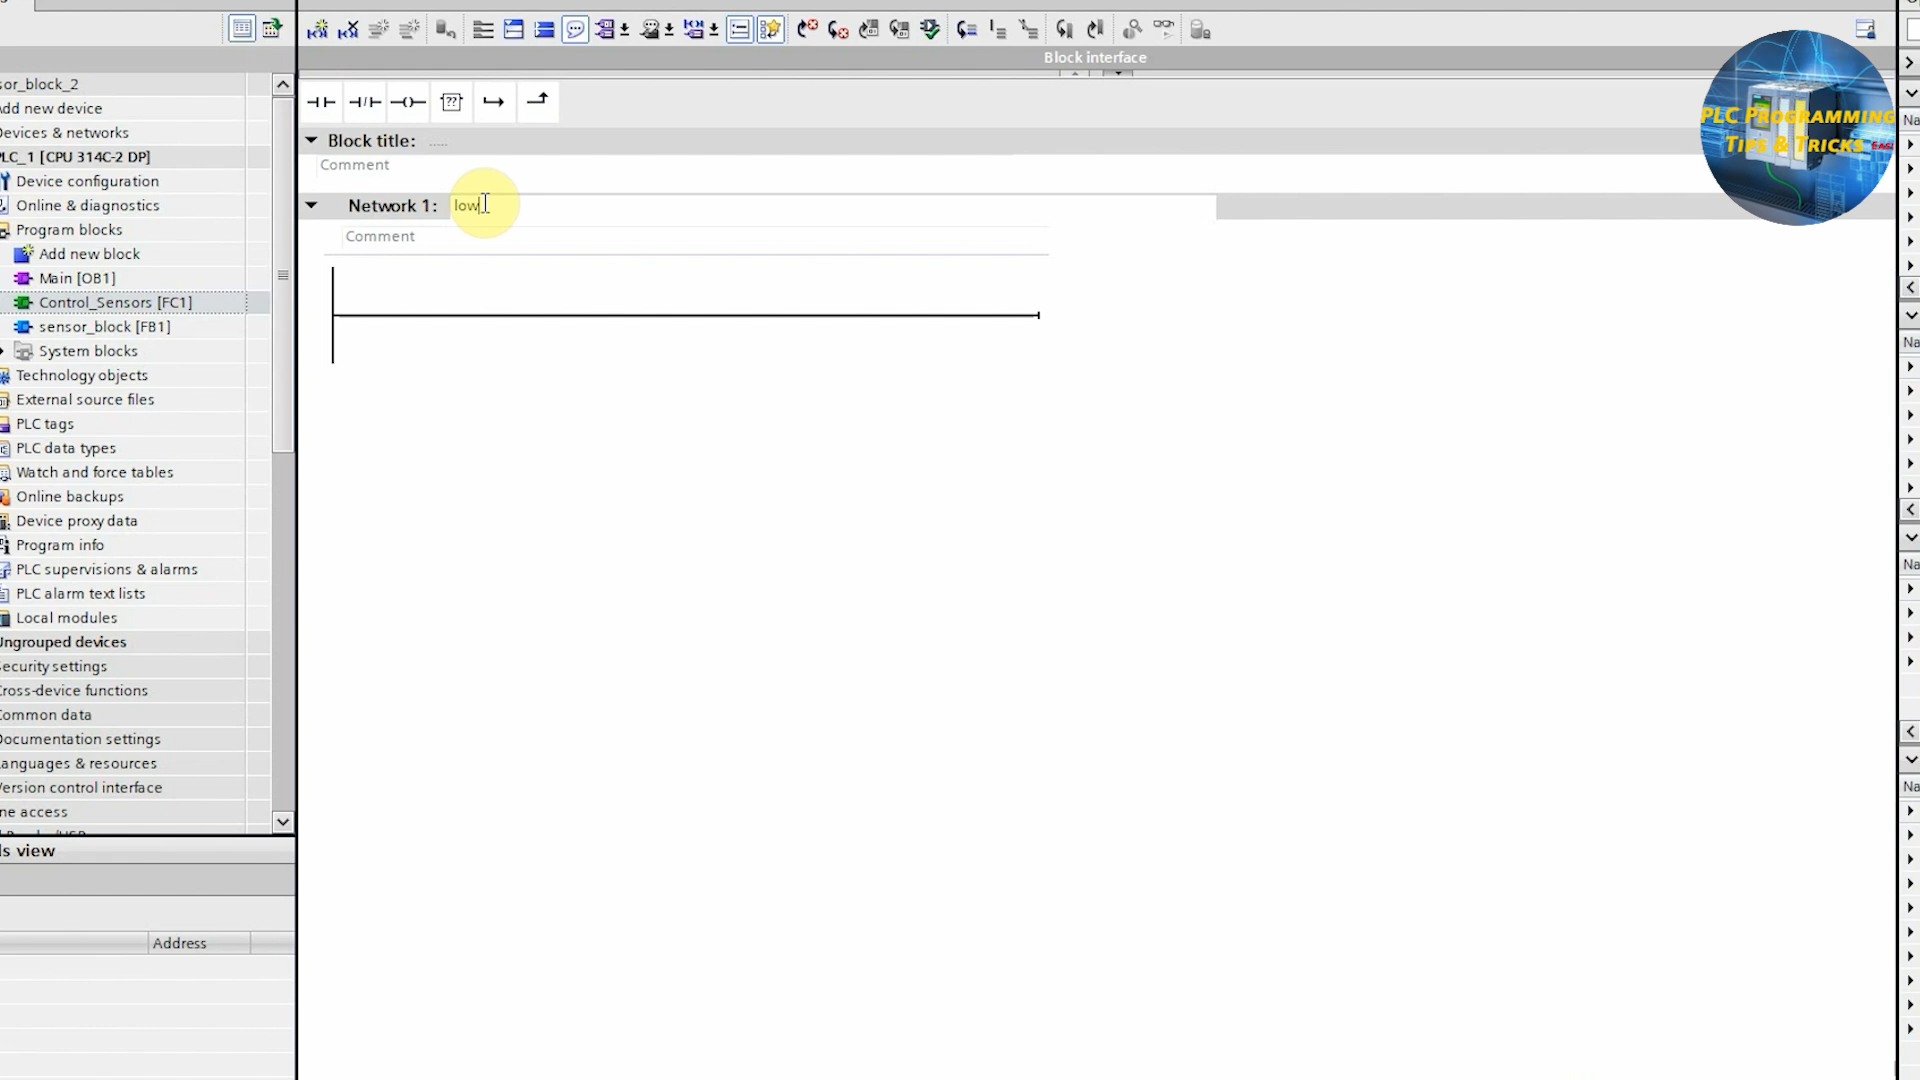 Block interface
sor_block_2
Add new device
Devices & networks
PLC_1 [CPU 314C-2 DP]
Device configuration
Online & diagnostics
Program blocks
Add new block
Main [OB1]
Control_Sensors [FC1]
sensor_block [FB1]
System blocks
Technology objects
External source files
PLC tags
PLC data types
Watch and force tables
Online backups
Device proxy data
Program info
PLC supervisions & alarms
PLC alarm text lists
Local modules
Ungrouped devices
Security settings
Cross-device functions
Common data
Documentation settings
Languages & resources
Version control interface
ine access
ls view
Address
??
Block title: .....
Comment
Network 1: low
Comment
PLC Programming
Tips & Tricks Easy
Na
Na
Na
Na